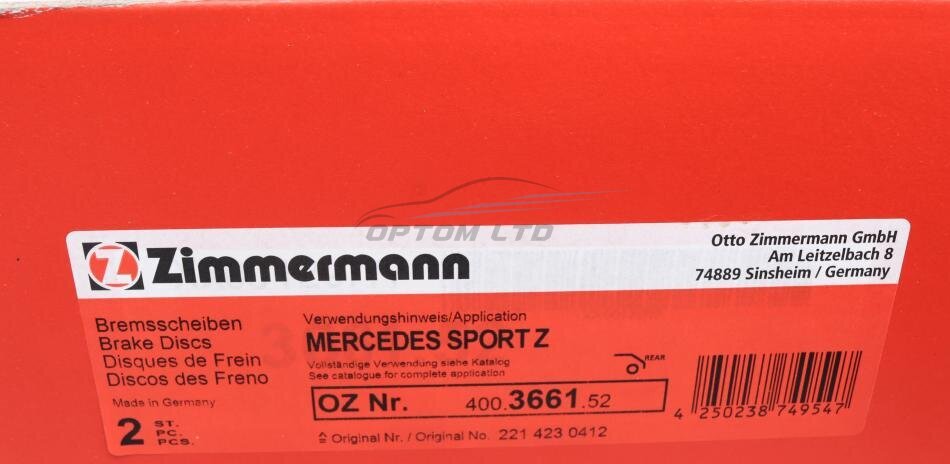 OPTOM LTD
Zimmermann
Otto Zimmermann GmbH
Am Leitzelbach 8
74889 Sinsheim / Germany
Bremsscheiben
Brake Discs
Disques de Frein
Discos des Freno
Made in Germany
2 ST.
PC.
PCS.
Verwendungshinweis/Application
MERCEDES SPORT Z
Vollständige Verwendung siehe Katalog
See catalogue for complete application
REAR
OZ Nr. 400.3661.52
≙ Original Nr. / Original No. 221 423 0412
4 250238 749547